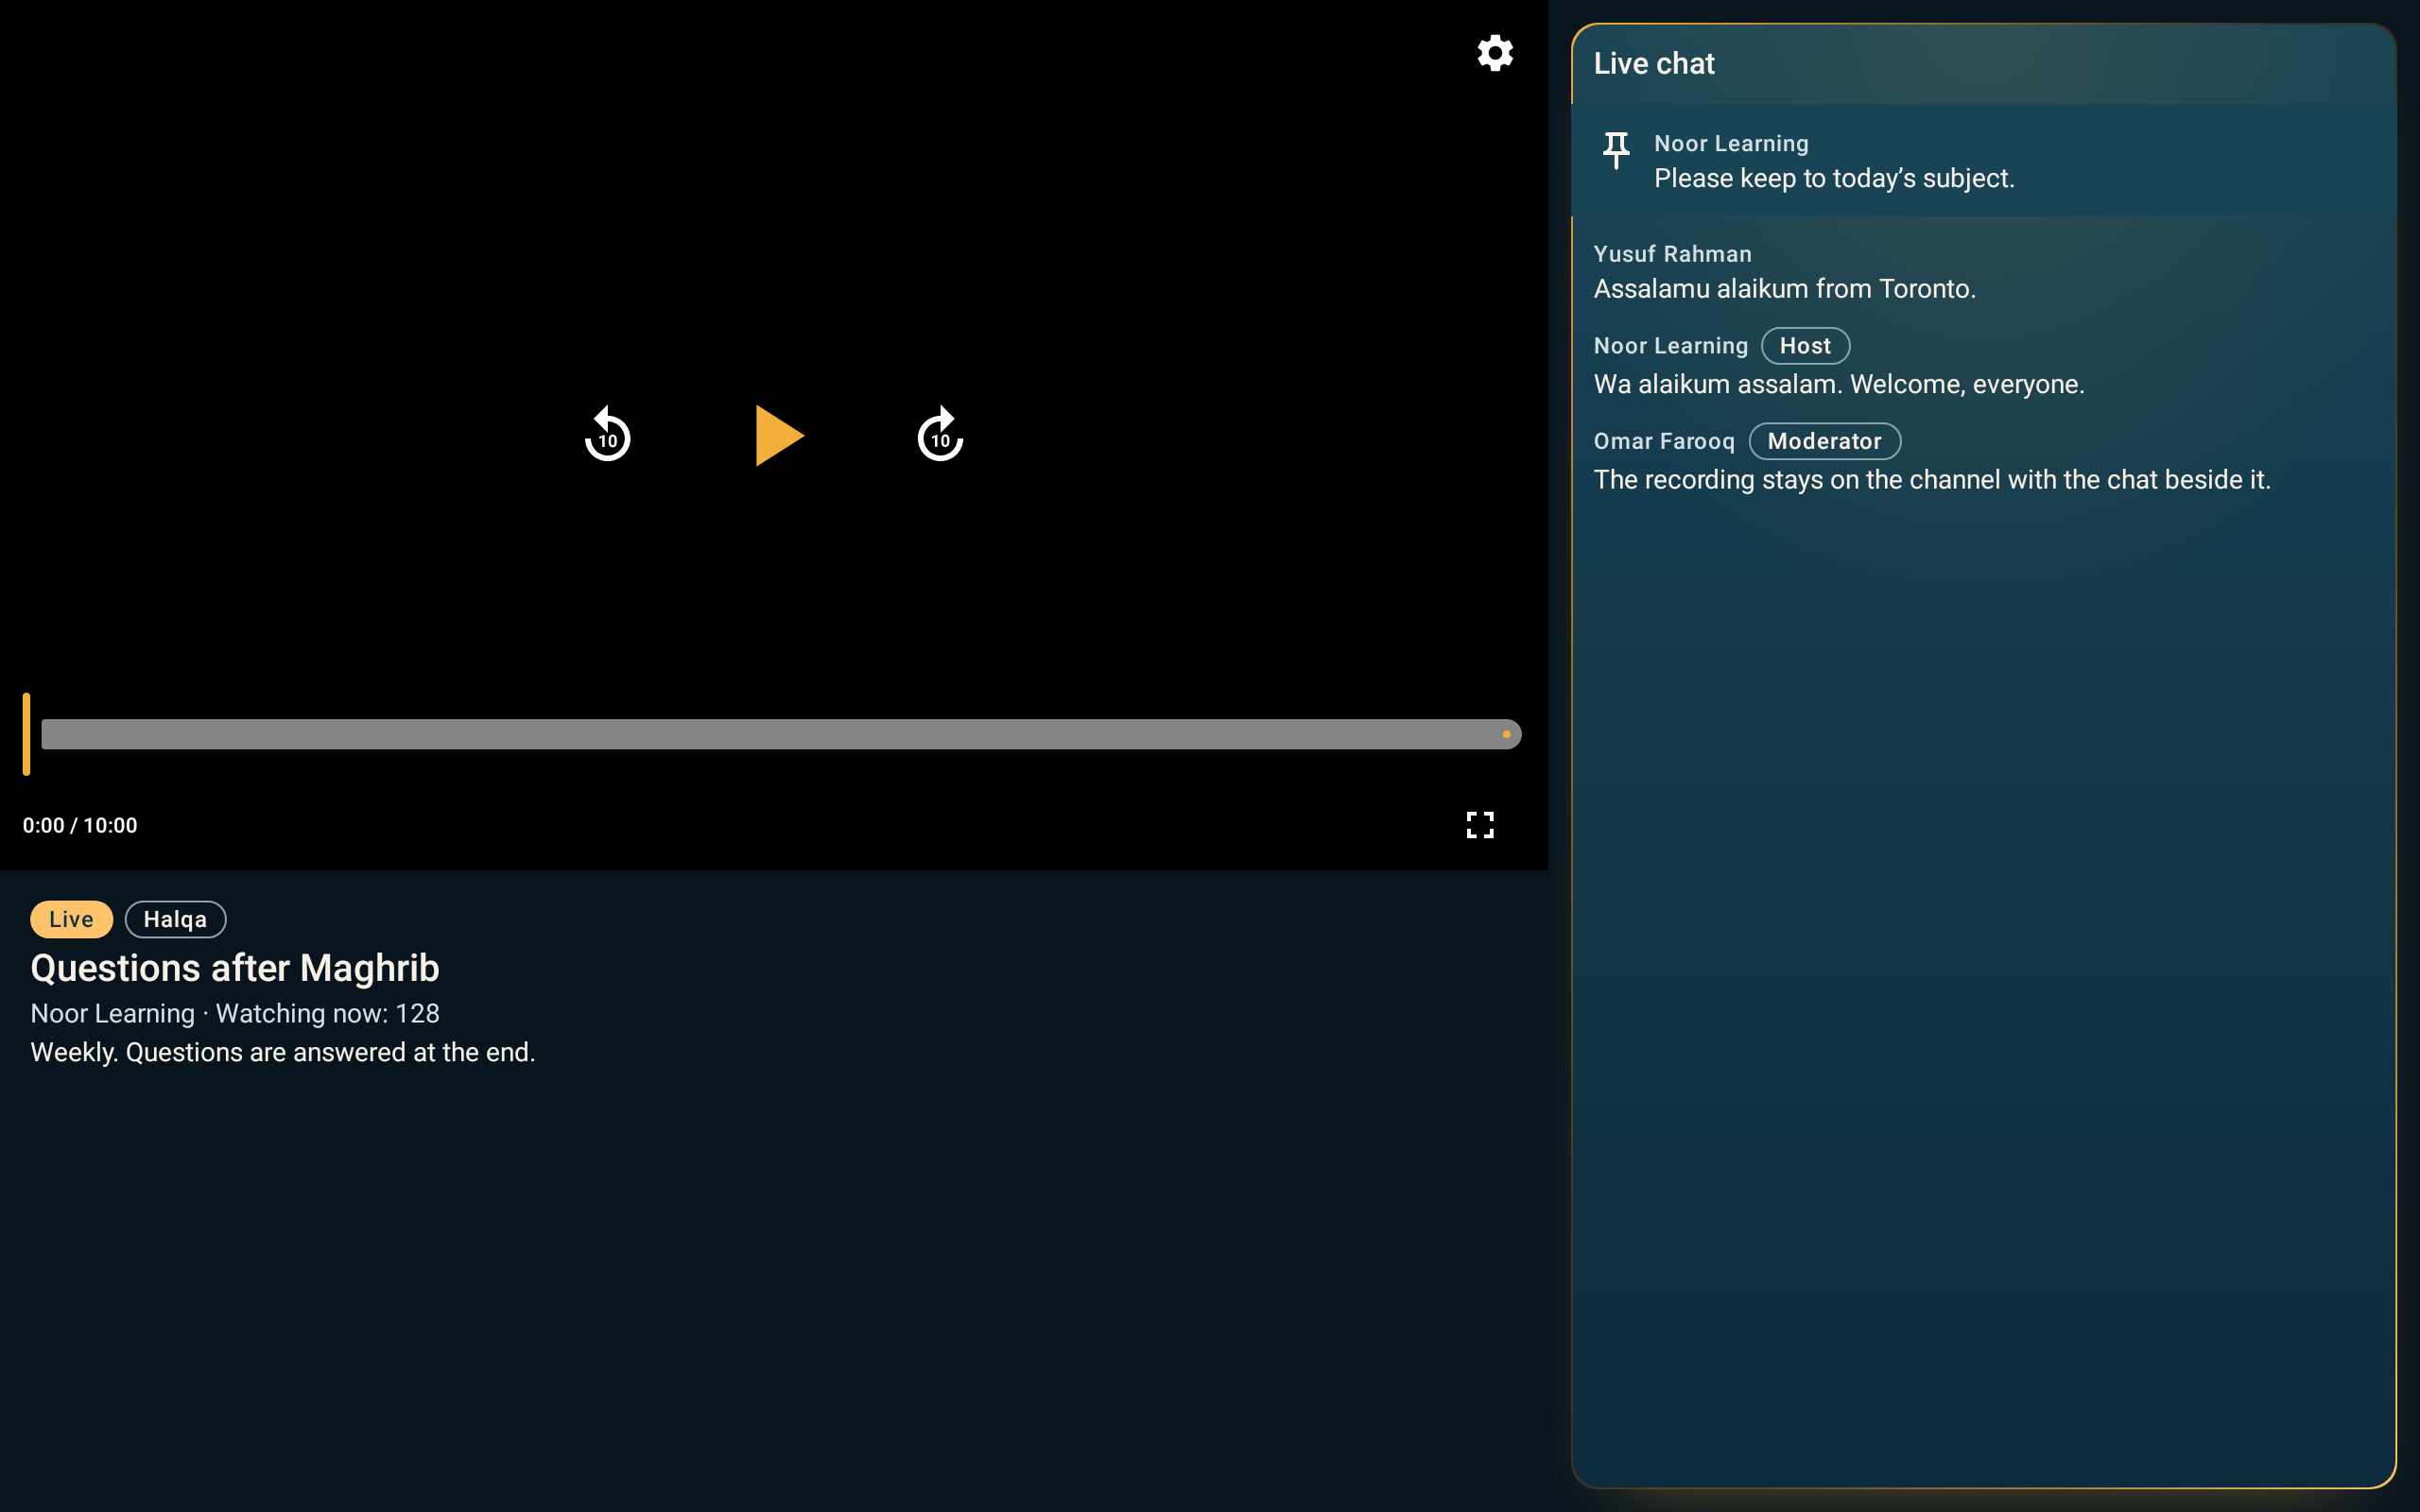 10
10
0:00 / 10:00
Live
Halqa
Questions after Maghrib
Noor Learning · Watching now: 128
Weekly. Questions are answered at the end.
Live chat
Noor Learning
Please keep to today’s subject.
Yusuf Rahman
Assalamu alaikum from Toronto.
Noor Learning Host
Wa alaikum assalam. Welcome, everyone.
Omar Farooq Moderator
The recording stays on the channel with the chat beside it.